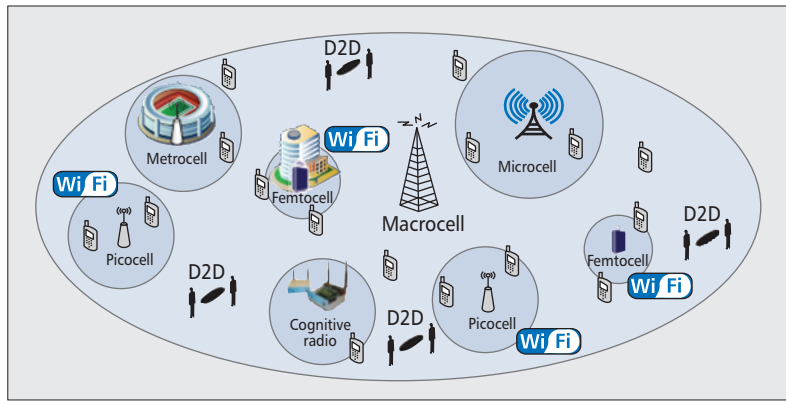 D2D
Metrocell
Wi Fi
Femtocell
Microcell
Macrocell
Wi Fi
Picocell
D2D
Femtocell
Wi Fi
D2D
Cognitive
radio
D2D
Picocell
Wi Fi